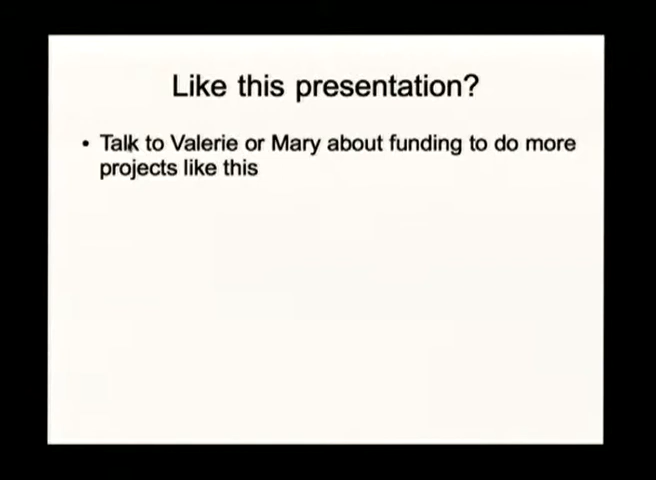 Like this presentation?
• Talk to Valerie or Mary about funding to do more
projects like this